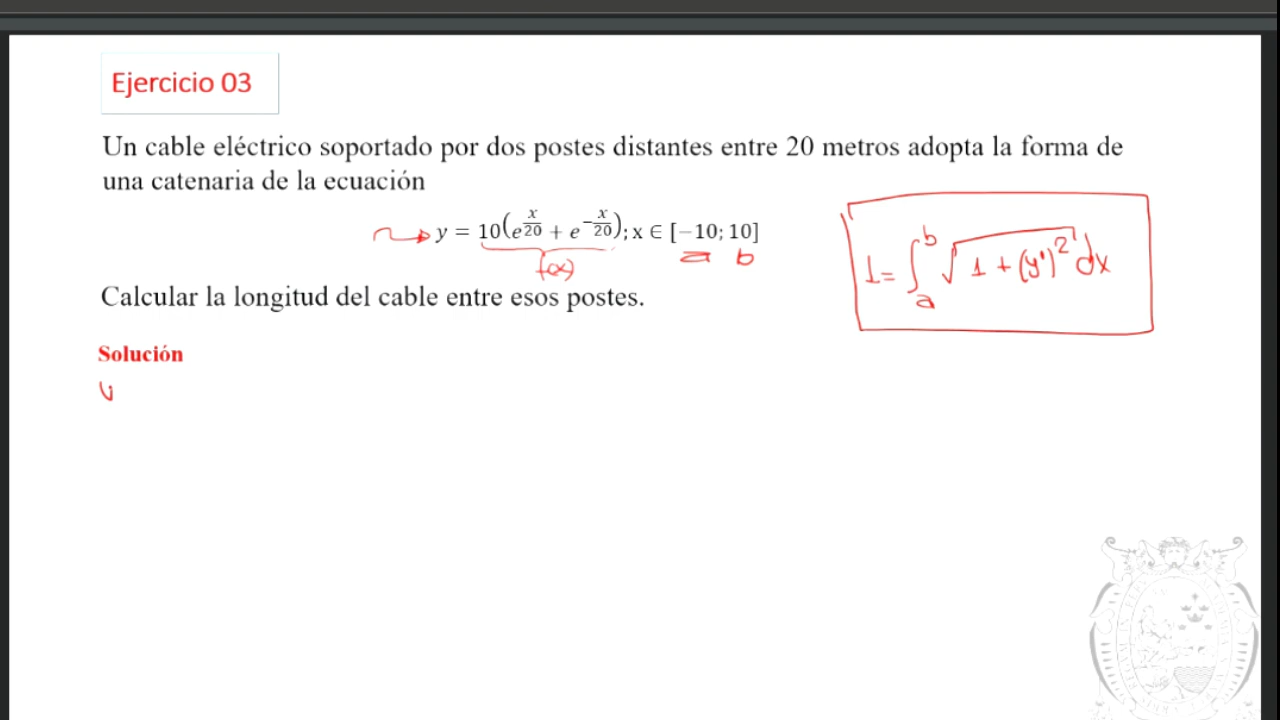 Ejercicio 03
Un cable eléctrico soportado por dos postes distantes entre 20 metros adopta la forma de
una catenaria de la ecuación
y = 10(e^{x/20} + e^{-x/20}); x ∈ [−10; 10]
f(x) a b
L = ∫_a^b √(1 + (y')^2) dx
Calcular la longitud del cable entre esos postes.
Solución